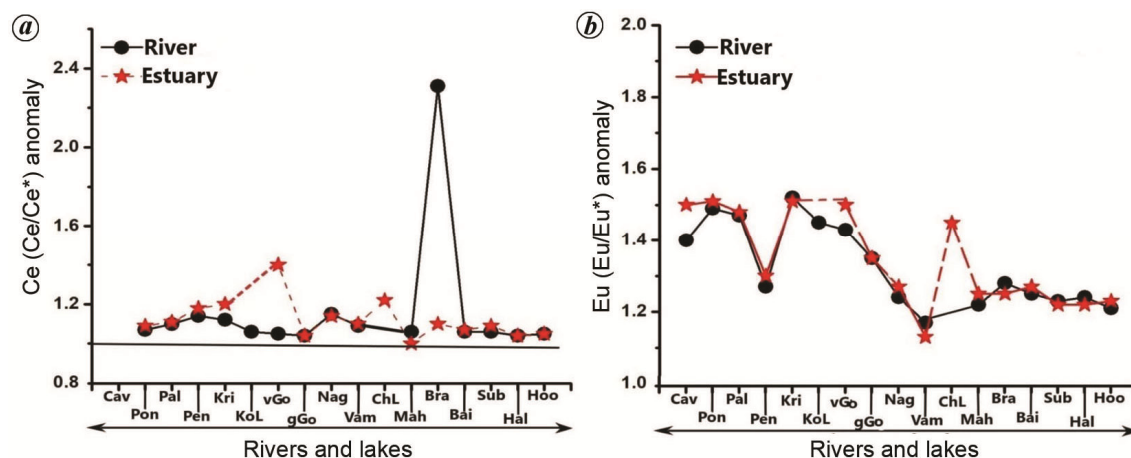 a
River
Estuary
Ce (Ce/Ce*) anomaly
2.4
2.0
1.6
1.2
0.8
Cav Pal Kri vGo Nag ChL Bra Sub Hoo
Pon Pen KoL gGo Vam Mah Bai Hal
Rivers and lakes
b
River
Estuary
Eu (Eu/Eu*) anomaly
2.0
1.8
1.6
1.4
1.2
1.0
Cav Pal Kri vGo Nag ChL Bra Sub Hoo
Pon Pen KoL gGo Vam Mah Bai Hal
Rivers and lakes